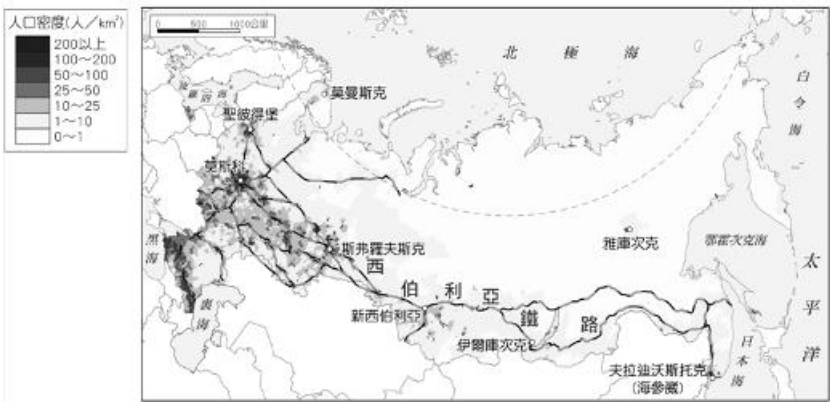 人口密度(人/km²)
200以上
100~200
50~100
25~50
10~25
1~10
0~1
0 500 1000公里
北極海
白令海
莫曼斯克
波羅的海
聖彼得堡
莫斯科
雅庫次克
鄂霍次克海
黑海
斯弗羅夫斯克
太平洋
西伯利亞鐵路
裏海
新西伯利亞
伊爾庫次克
日本海
夫拉迪沃斯托克
(海參崴)